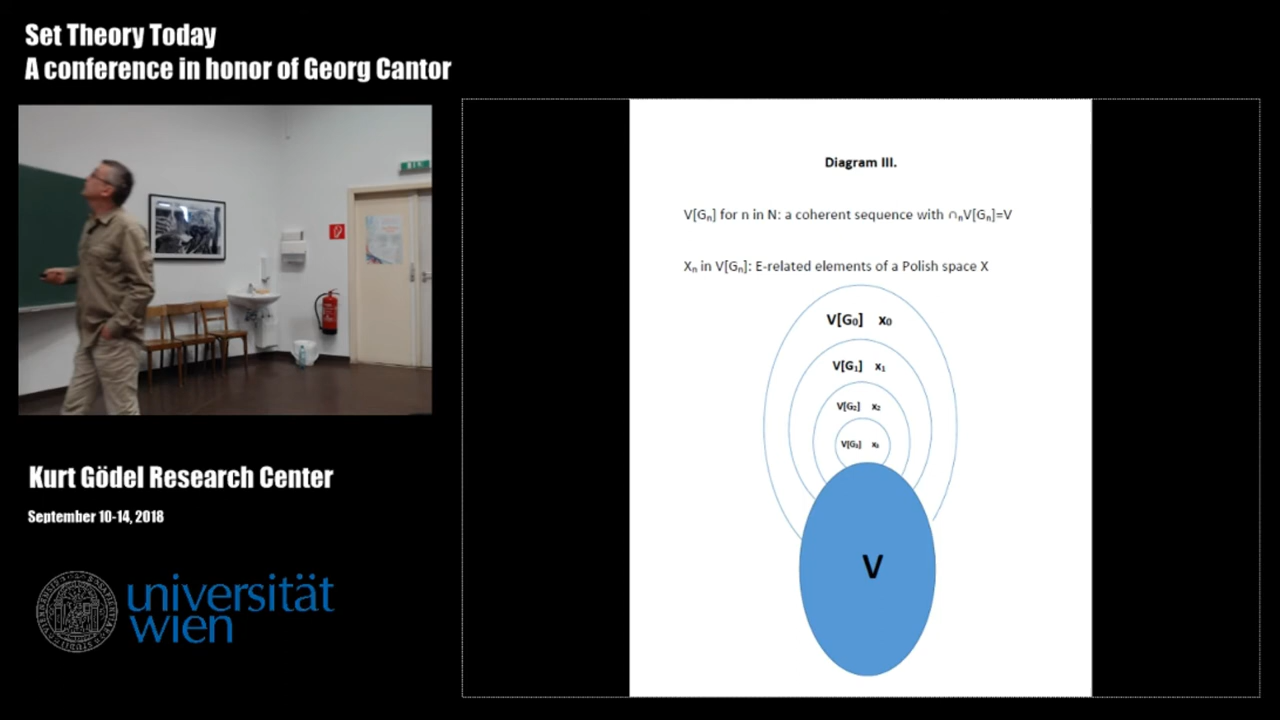 Set Theory Today
A conference in honor of Georg Cantor
Kurt Gödel Research Center
September 10-14, 2018
universität
wien
Diagram III.
V[Gₙ] for n in N: a coherent sequence with ∩ₙV[Gₙ]=V
Xₙ in V[Gₙ]: E-related elements of a Polish space X
V[G₀] x₀
V[G₁] x₁
V[G₂] x₂
V[G₃] x₃
V